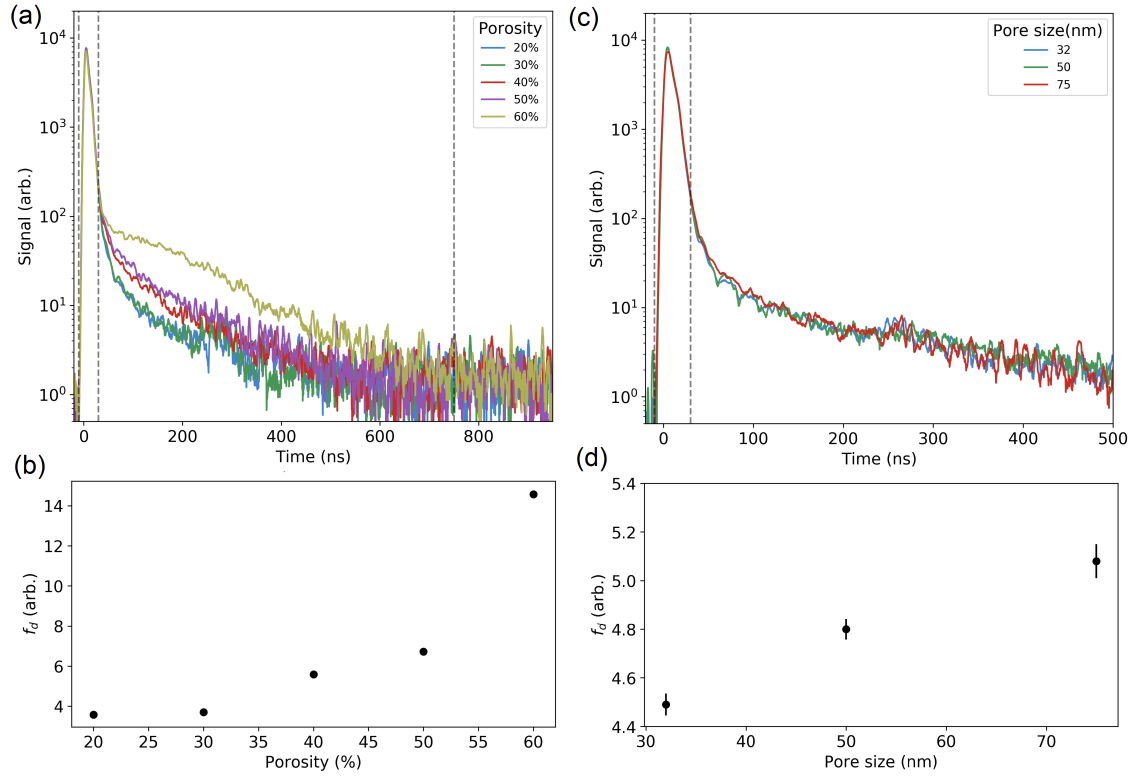 (a)
Porosity
20%
30%
40%
50%
60%
10^4
10^3
10^2
10^1
10^0
Signal (arb.)
0 200 400 600 800
Time (ns)
(c)
Pore size(nm)
32
50
75
10^4
10^3
10^2
10^1
10^0
Signal (arb.)
0 100 200 300 400 500
Time (ns)
(b)
14
12
10
8
6
4
f_d (arb.)
20 25 30 35 40 45 50 55 60
Porosity (%)
(d)
5.4
5.2
5.0
4.8
4.6
4.4
f_d (arb.)
30 40 50 60 70
Pore size (nm)